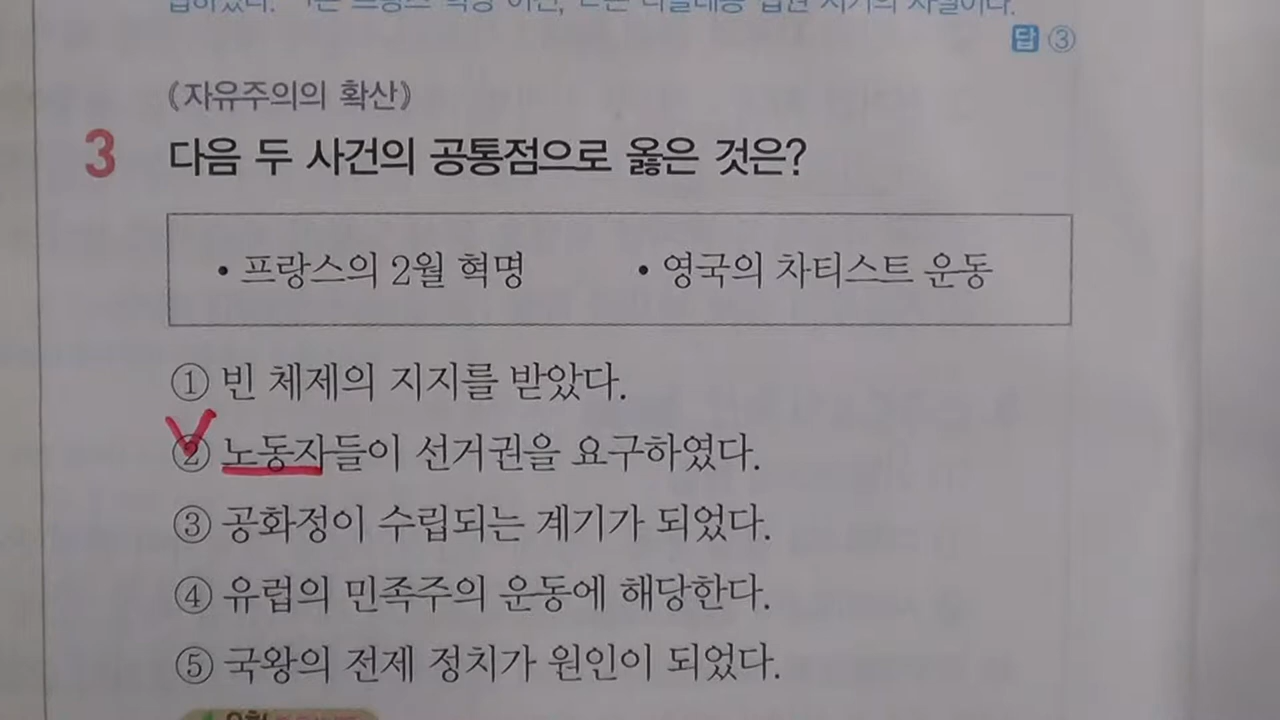 답 ③
《자유주의의 확산》
3 다음 두 사건의 공통점으로 옳은 것은?
• 프랑스의 2월 혁명 • 영국의 차티스트 운동
① 빈 체제의 지지를 받았다.
② 노동자들이 선거권을 요구하였다.
③ 공화정이 수립되는 계기가 되었다.
④ 유럽의 민족주의 운동에 해당한다.
⑤ 국왕의 전제 정치가 원인이 되었다.